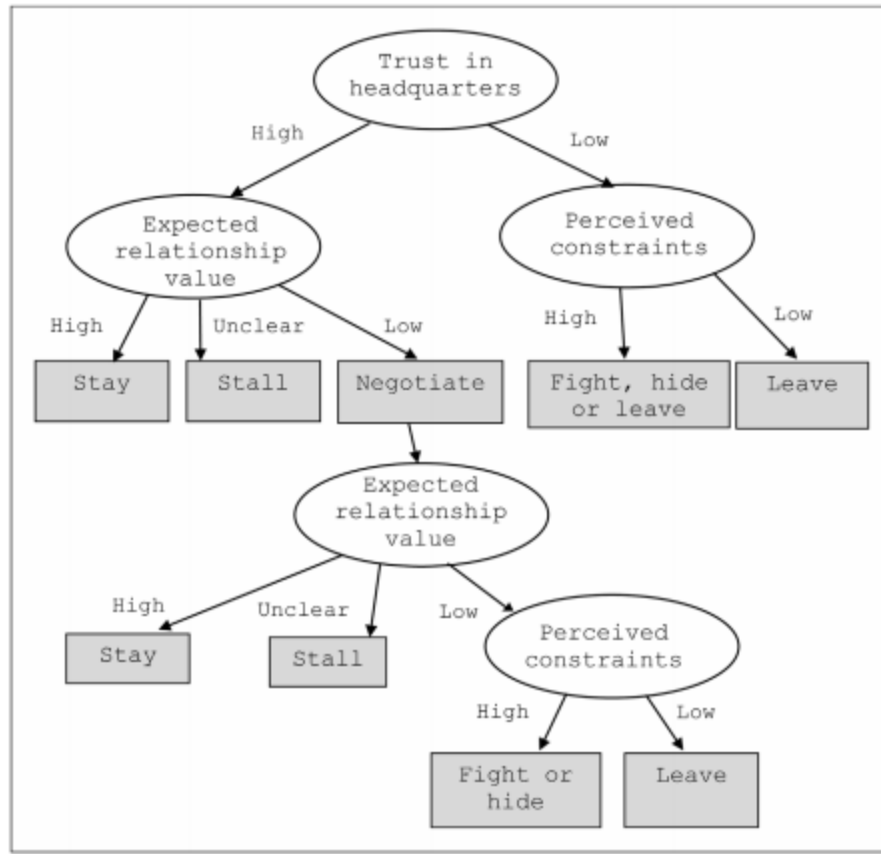 Trust in
headquarters
High
Low
Expected
relationship
value
Perceived
constraints
High
Unclear
Low
High
Low
Stay
Stall
Negotiate
Fight, hide
or leave
Leave
Expected
relationship
value
High
Unclear
Low
Stay
Stall
Perceived
constraints
High
Low
Fight or
hide
Leave